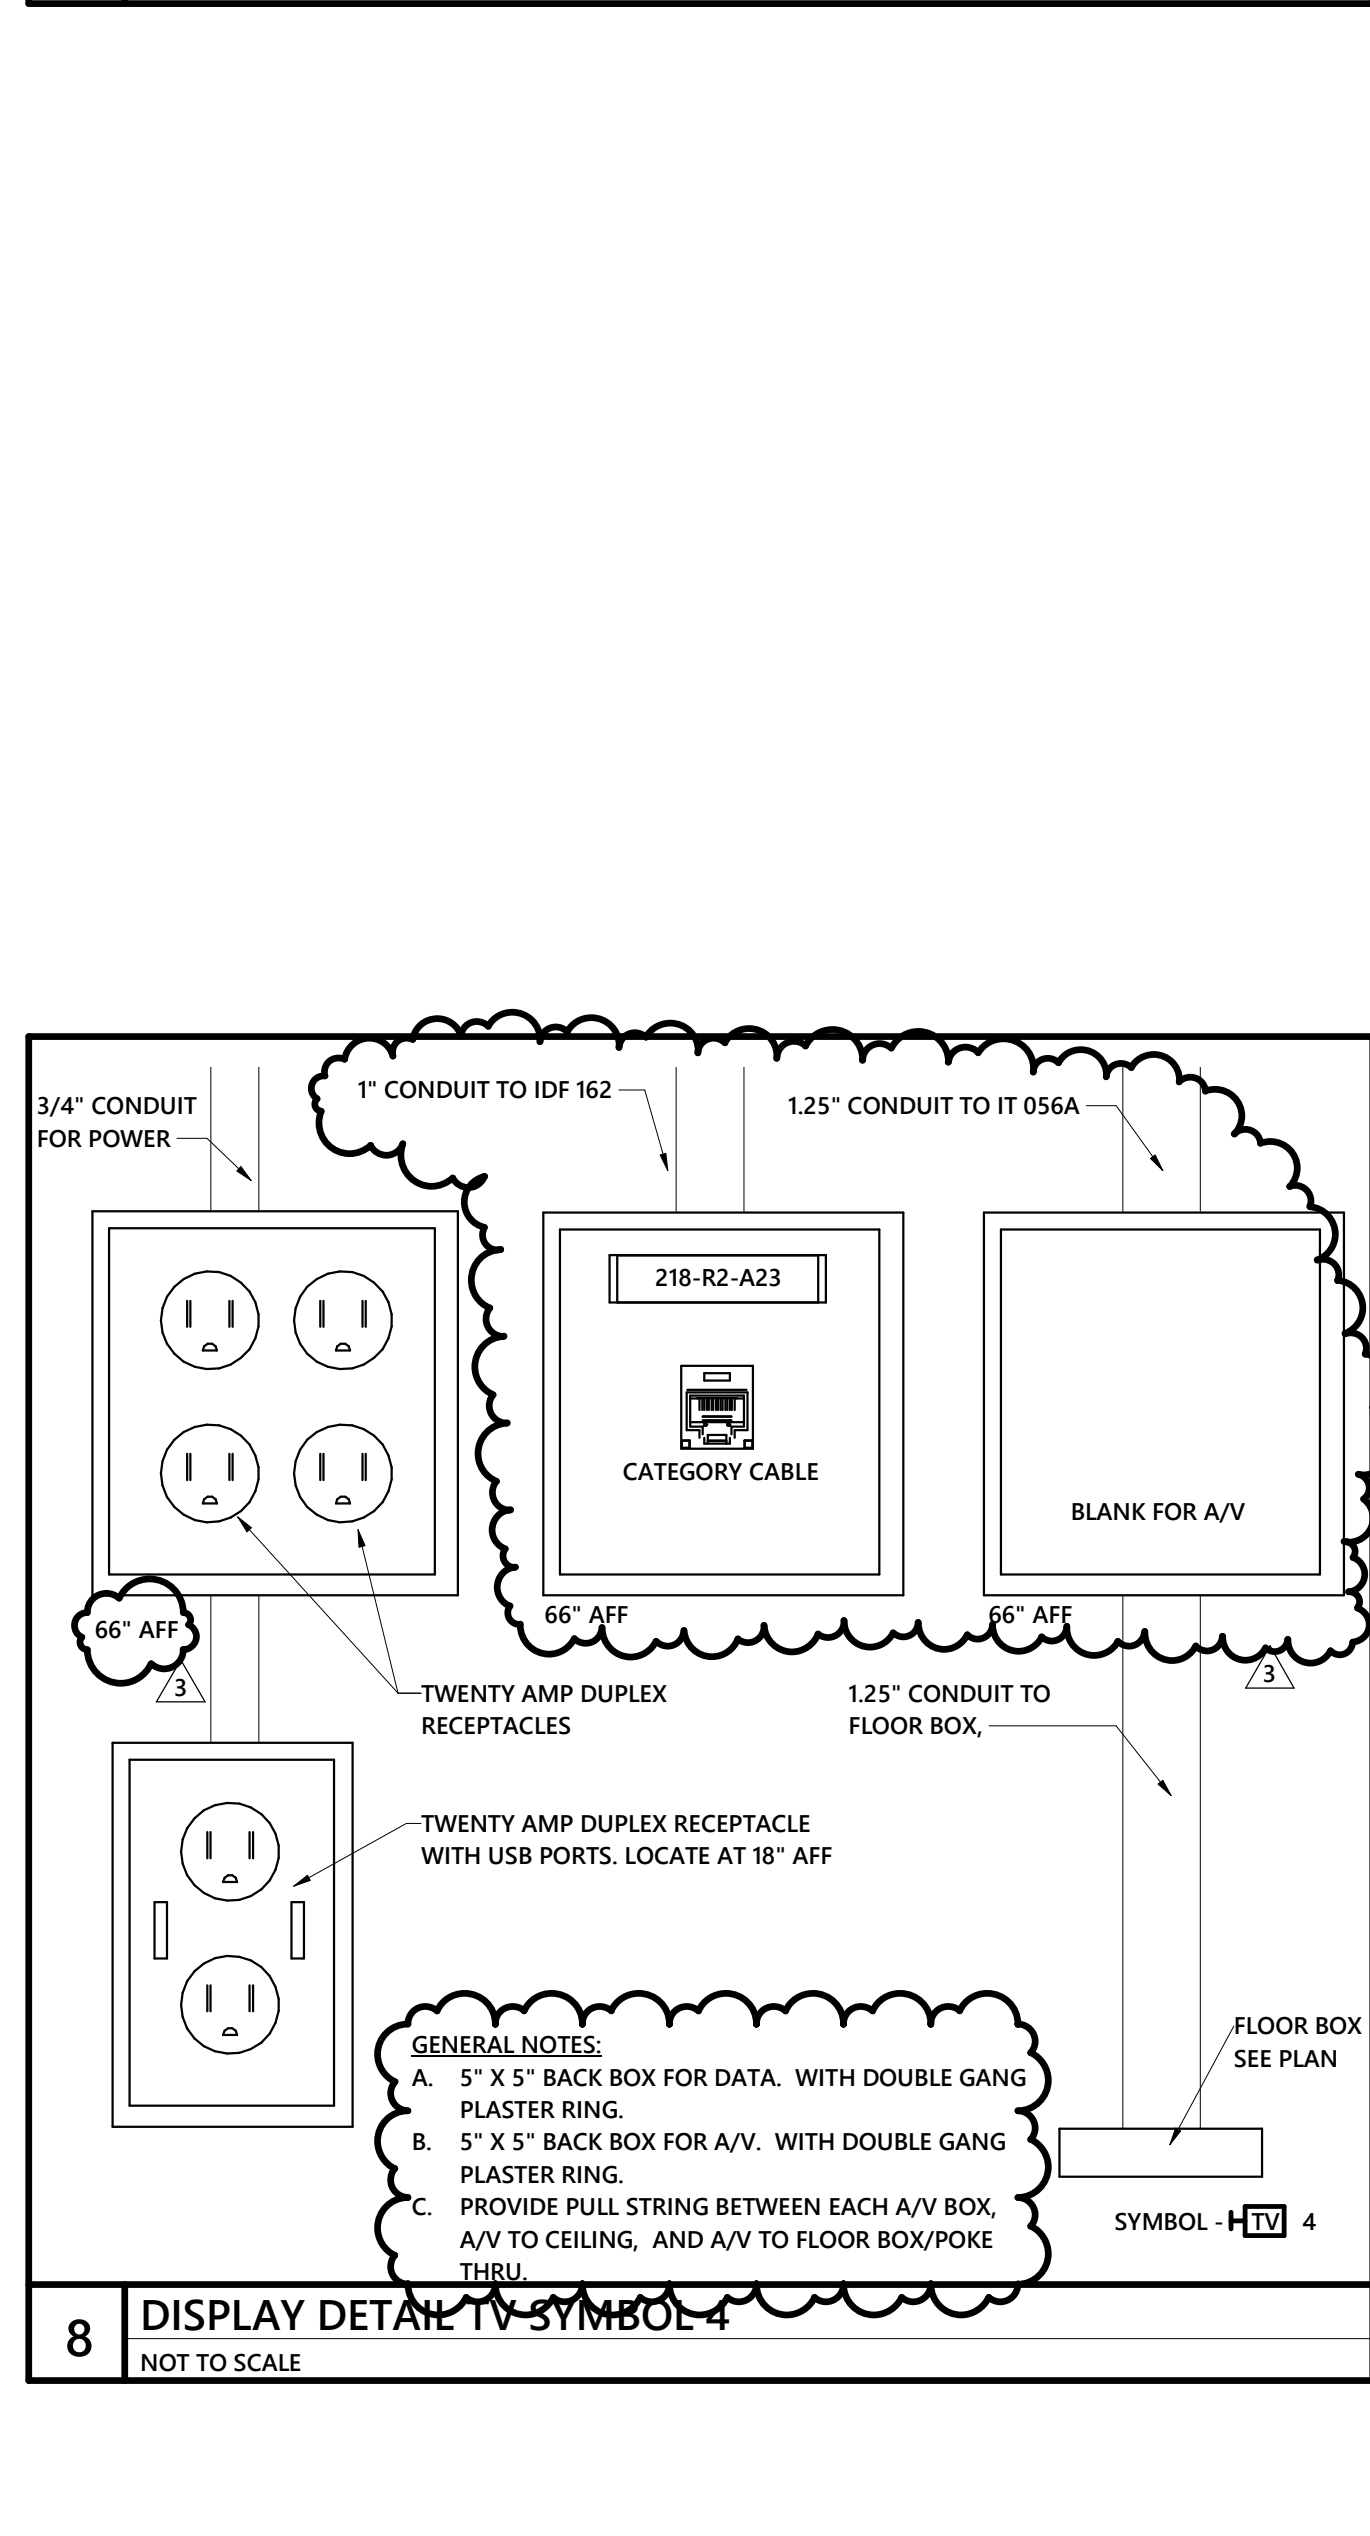 3/4" CONDUIT
FOR POWER
1" CONDUIT TO IDF 162
1.25" CONDUIT TO IT 056A
218-R2-A23
CATEGORY CABLE
BLANK FOR A/V
66" AFF
66" AFF
66" AFF
3
3
TWENTY AMP DUPLEX
RECEPTACLES
1.25" CONDUIT TO
FLOOR BOX,
TWENTY AMP DUPLEX RECEPTACLE
WITH USB PORTS. LOCATE AT 18" AFF
GENERAL NOTES:
A. 5" X 5" BACK BOX FOR DATA. WITH DOUBLE GANG
PLASTER RING.
B. 5" X 5" BACK BOX FOR A/V. WITH DOUBLE GANG
PLASTER RING.
C. PROVIDE PULL STRING BETWEEN EACH A/V BOX,
A/V TO CEILING, AND A/V TO FLOOR BOX/POKE
THRU.
FLOOR BOX
SEE PLAN
SYMBOL - TV 4
8
DISPLAY DETAIL TV SYMBOL 4
NOT TO SCALE